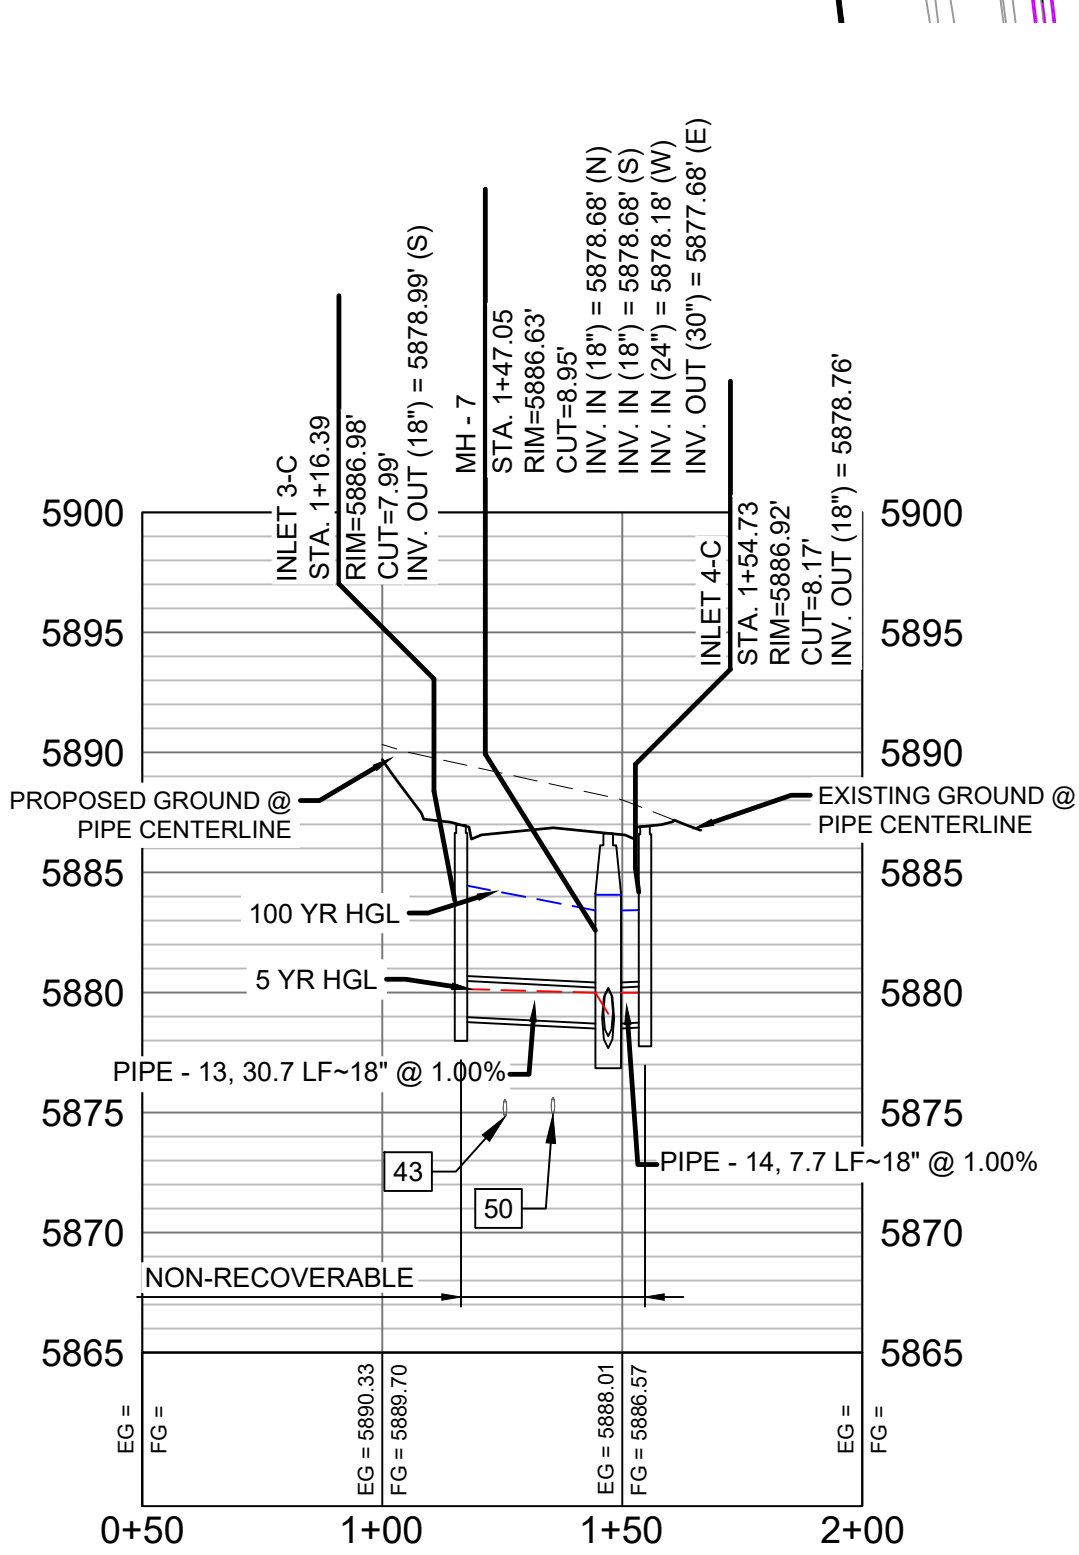 INLET 3-C
STA. 1+16.39
RIM=5886.98'
CUT=7.99'
INV. OUT (18") = 5878.99' (S)
MH - 7
STA. 1+47.05
RIM=5886.63'
CUT=8.95'
INV. IN (18") = 5878.68' (N)
INV. IN (18") = 5878.68' (S)
INV. IN (24") = 5878.18' (W)
INV. OUT (30") = 5877.68' (E)
INLET 4-C
STA. 1+54.73
RIM=5886.92'
CUT=8.17'
INV. OUT (18") = 5878.76'
5900
5900
5895
5895
5890
5890
PROPOSED GROUND @
PIPE CENTERLINE
EXISTING GROUND @
PIPE CENTERLINE
5885
5885
100 YR HGL
5 YR HGL
5880
5880
PIPE - 13, 30.7 LF~18" @ 1.00%
5875
5875
43
PIPE - 14, 7.7 LF~18" @ 1.00%
50
5870
5870
NON-RECOVERABLE
5865
5865
EG =
FG =
EG = 5890.33
FG = 5889.70
EG = 5888.01
FG = 5886.57
EG =
FG =
0+50
1+00
1+50
2+00